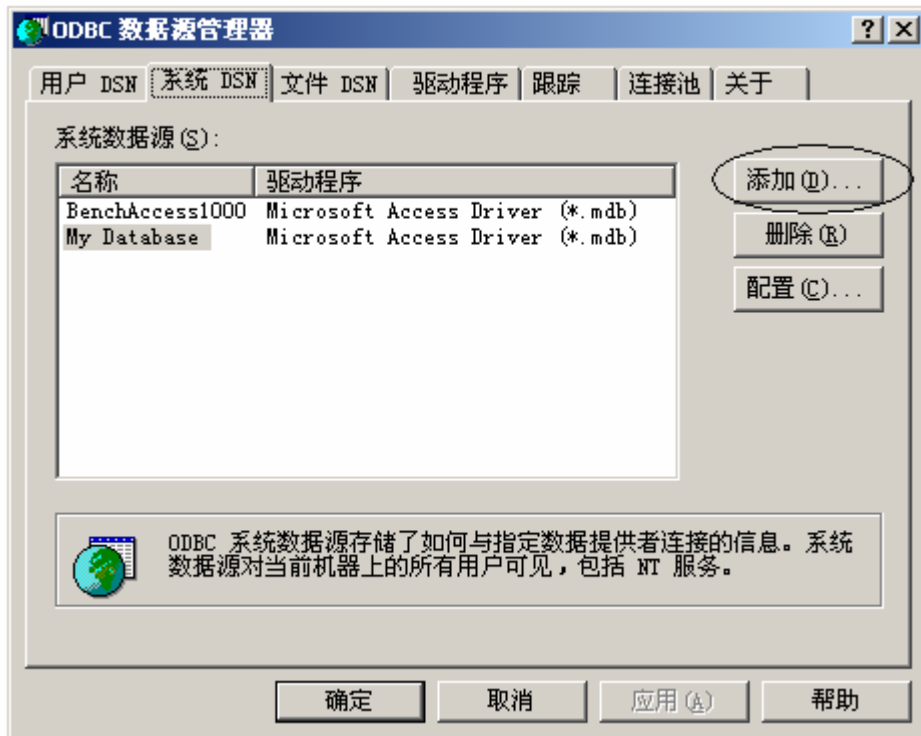 ODBC 数据源管理器
用户 DSN 系统 DSN 文件 DSN 驱动程序 跟踪 连接池 关于
系统数据源(S):
名称 驱动程序
BenchAccess1000 Microsoft Access Driver (*.mdb)
My Database Microsoft Access Driver (*.mdb)
添加(D)...
删除(R)
配置(C)...
ODBC 系统数据源存储了如何与指定数据提供者连接的信息。系统
数据源对当前机器上的所有用户可见，包括 NT 服务。
确定 取消 应用(A) 帮助